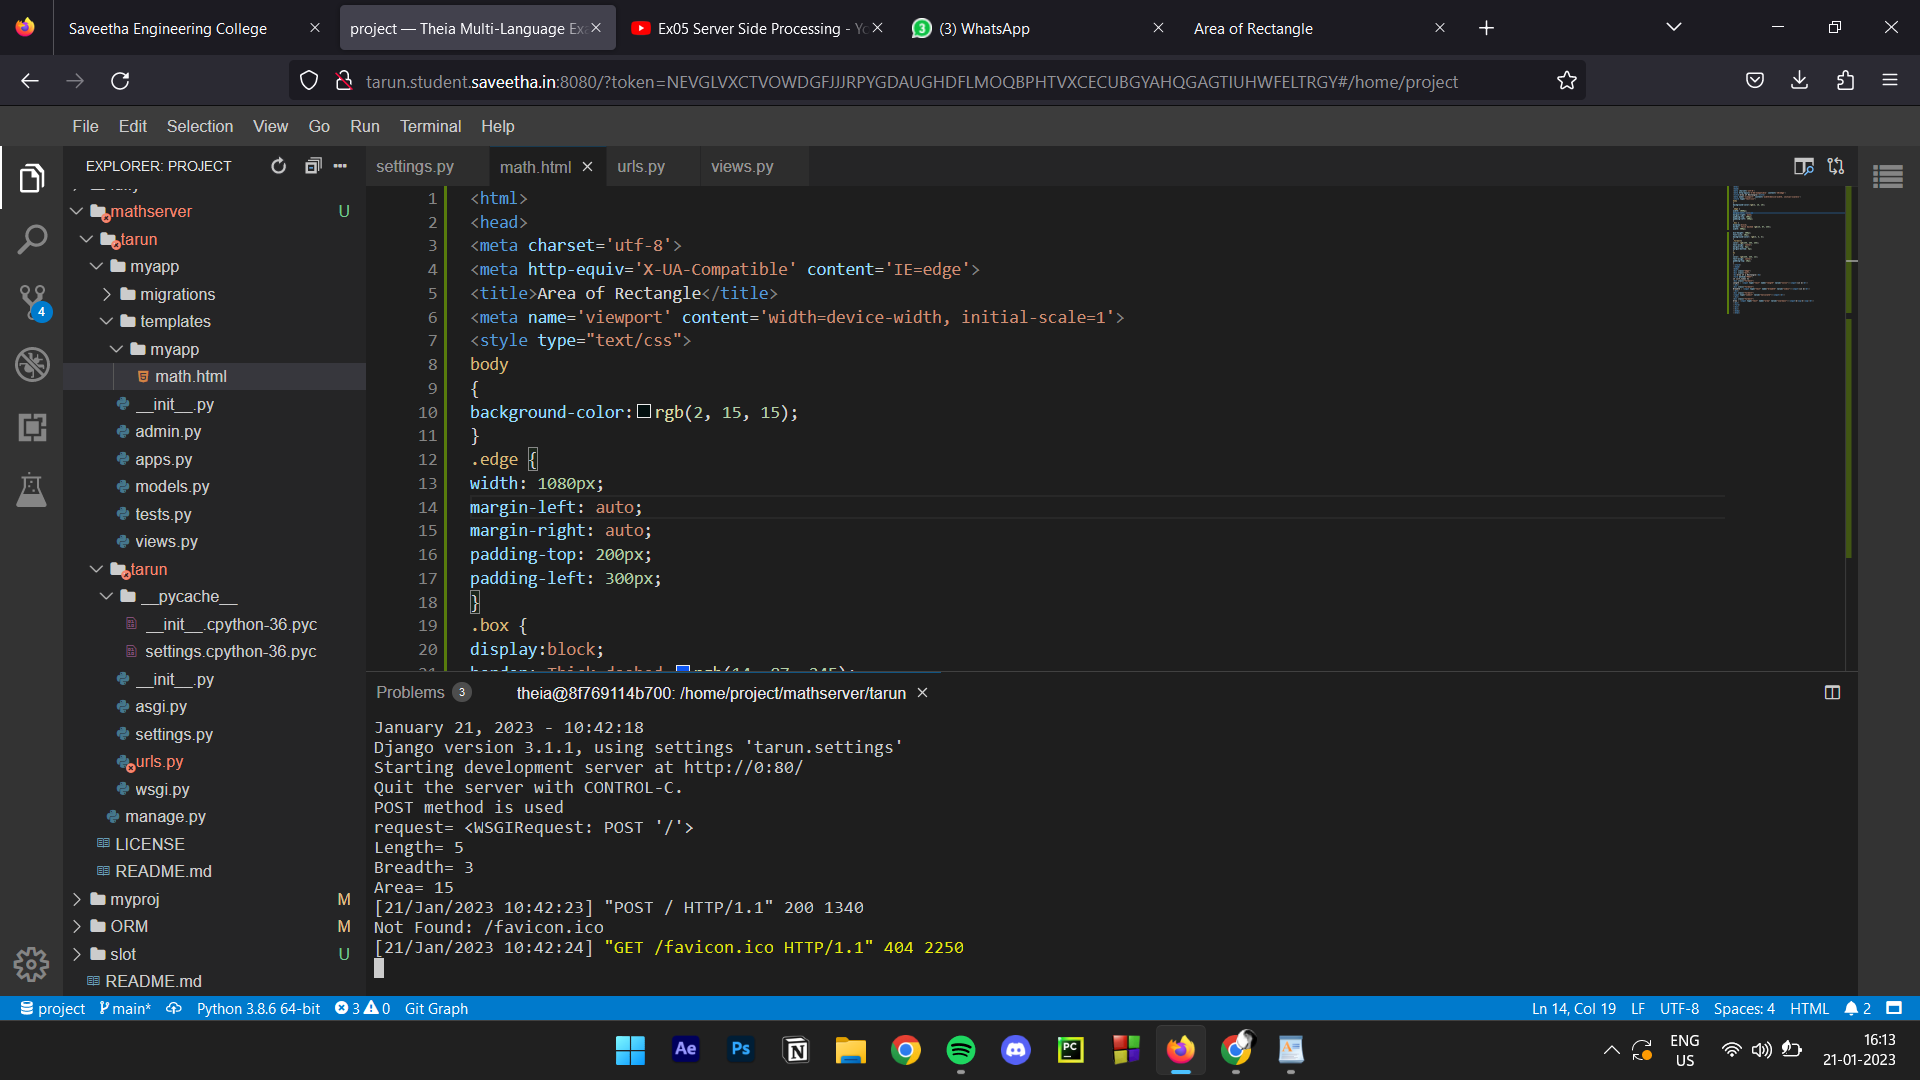 Saveetha Engineering College
project — Theia Multi-Language Exa
Ex05 Server Side Processing - Yo
(3) WhatsApp
Area of Rectangle
tarun.student.saveetha.in:8080/?token=NEVGLVXCTVOWDGFJJJRPYGDAUGHDFLMOQBPHTVXCECUBGYAHQGAGTIUHWFELTRGY#/home/project
File Edit Selection View Go Run Terminal Help
EXPLORER: PROJECT
mathserver U
tarun
myapp
migrations
templates
myapp
math.html
__init__.py
admin.py
apps.py
models.py
tests.py
views.py
tarun
__pycache__
__init__.cpython-36.pyc
settings.cpython-36.pyc
__init__.py
asgi.py
settings.py
urls.py
wsgi.py
manage.py
LICENSE
README.md
myproj M
ORM M
slot U
README.md
4
settings.py math.html urls.py views.py
1 <html>
2 <head>
3 <meta charset='utf-8'>
4 <meta http-equiv='X-UA-Compatible' content='IE=edge'>
5 <title>Area of Rectangle</title>
6 <meta name='viewport' content='width=device-width, initial-scale=1'>
7 <style type="text/css">
8 body
9 {
10 background-color: rgb(2, 15, 15);
11 }
12 .edge {
13 width: 1080px;
14 margin-left: auto;
15 margin-right: auto;
16 padding-top: 200px;
17 padding-left: 300px;
18 }
19 .box {
20 display:block;
21 border: Thick dashed rgb(14, 87, 245);
Problems 3
theia@8f769114b700: /home/project/mathserver/tarun
January 21, 2023 - 10:42:18
Django version 3.1.1, using settings 'tarun.settings'
Starting development server at http://0:80/
Quit the server with CONTROL-C.
POST method is used
request= <WSGIRequest: POST '/'>
Length= 5
Breadth= 3
Area= 15
[21/Jan/2023 10:42:23] "POST / HTTP/1.1" 200 1340
Not Found: /favicon.ico
[21/Jan/2023 10:42:24] "GET /favicon.ico HTTP/1.1" 404 2250
project main* Python 3.8.6 64-bit 3 0 Git Graph
Ln 14, Col 19 LF UTF-8 Spaces: 4 HTML 2
Ae
Ps
PC
ENG
US
16:13
21-01-2023